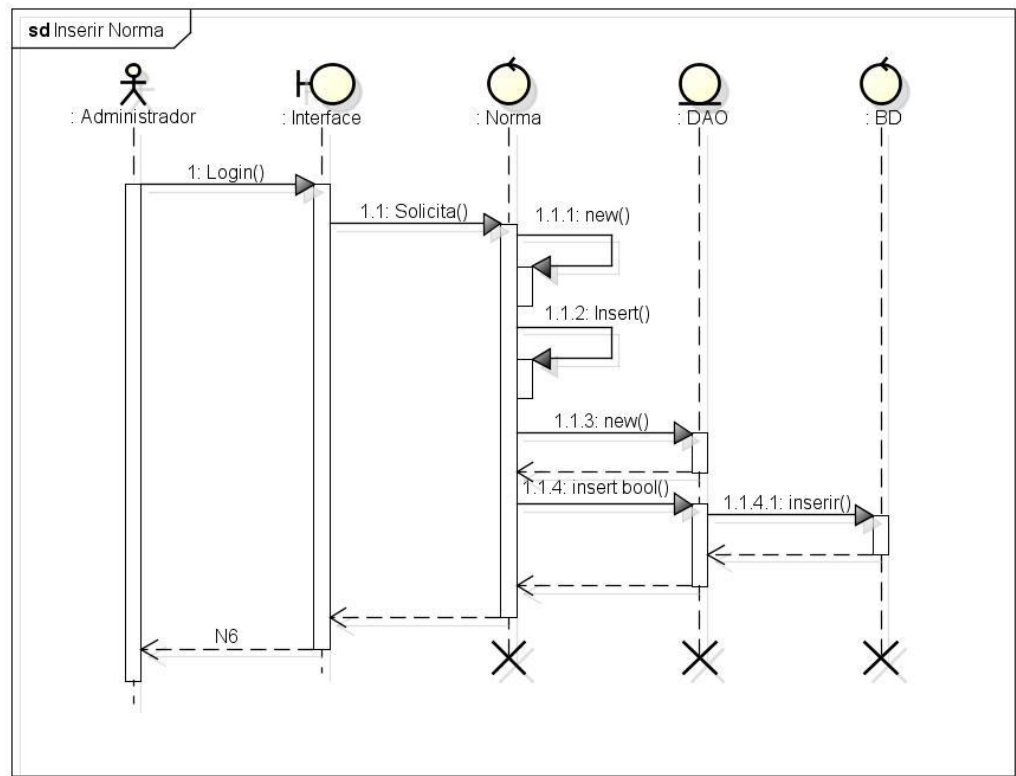 sd Inserir Norma
: Administrador
: Interface
: Norma
: DAO
: BD
1: Login()
1.1: Solicita()
1.1.1: new()
1.1.2: Insert()
1.1.3: new()
1.1.4: insert bool()
1.1.4.1: inserir()
N6